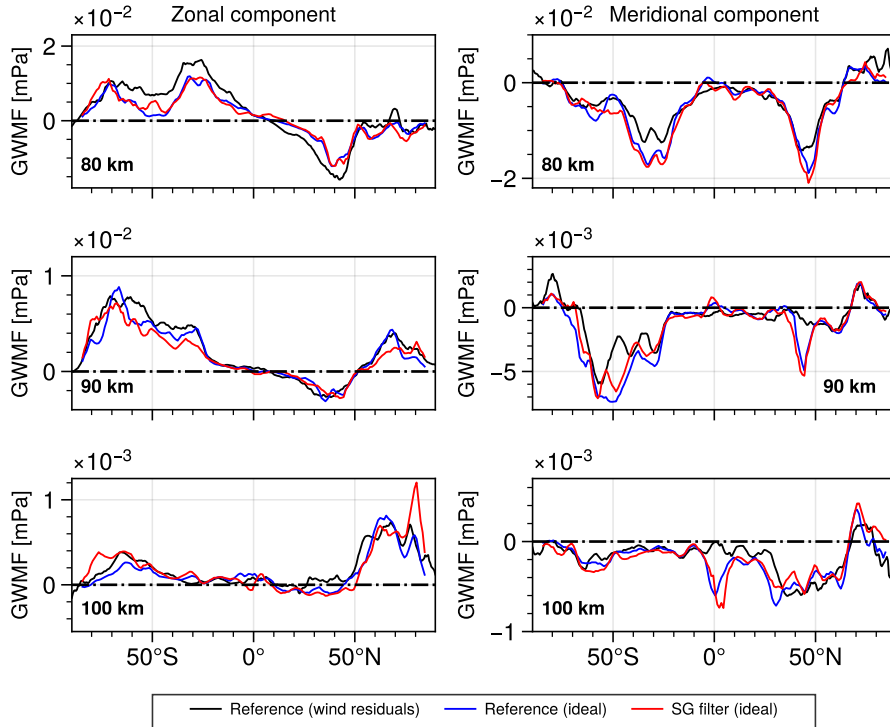 Zonal component
Meridional component
×10⁻²
GWMF [mPa]
2
0
80 km
×10⁻²
GWMF [mPa]
0
−2
80 km
×10⁻²
GWMF [mPa]
1
0
90 km
×10⁻³
GWMF [mPa]
0
−5
90 km
×10⁻³
GWMF [mPa]
1
0
100 km
50°S
0°
50°N
×10⁻³
GWMF [mPa]
0
−1
100 km
50°S
0°
50°N
Reference (wind residuals)
Reference (ideal)
SG filter (ideal)